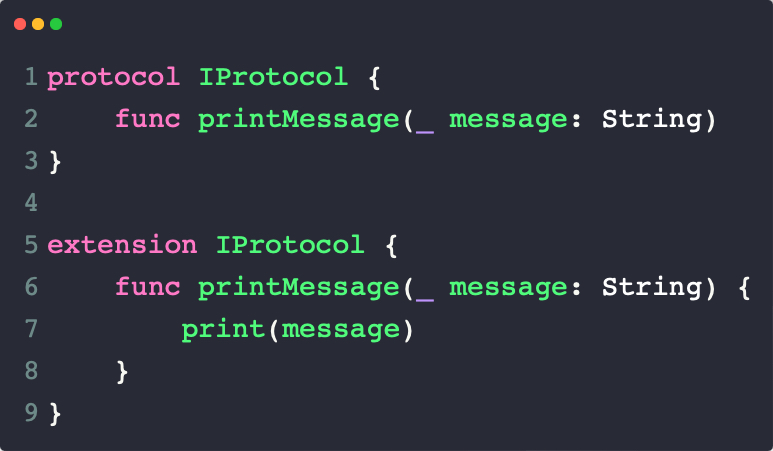 1 protocol IProtocol {
2     func printMessage(_ message: String)
3 }
4
5 extension IProtocol {
6     func printMessage(_ message: String) {
7         print(message)
8     }
9 }